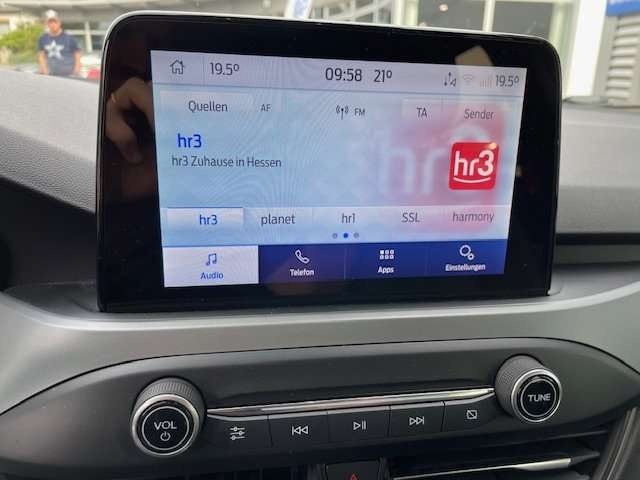 19.5° 09:58 21° 19.5°
Quellen AF FM TA Sender
hr3
hr3 Zuhause in Hessen
hr3
hr3 planet hr1 SSL harmony
Audio Telefon Apps Einstellungen
VOL TUNE